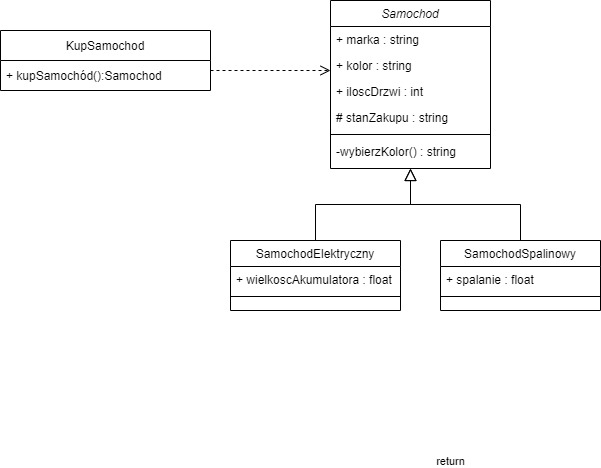 Samochod
+ marka : string
+ kolor : string
+ iloscDrzwi : int
# stanZakupu : string
-wybierzKolor() : string
KupSamochod
+ kupSamochód():Samochod
SamochodElektryczny
+ wielkoscAkumulatora : float
SamochodSpalinowy
+ spalanie : float
return